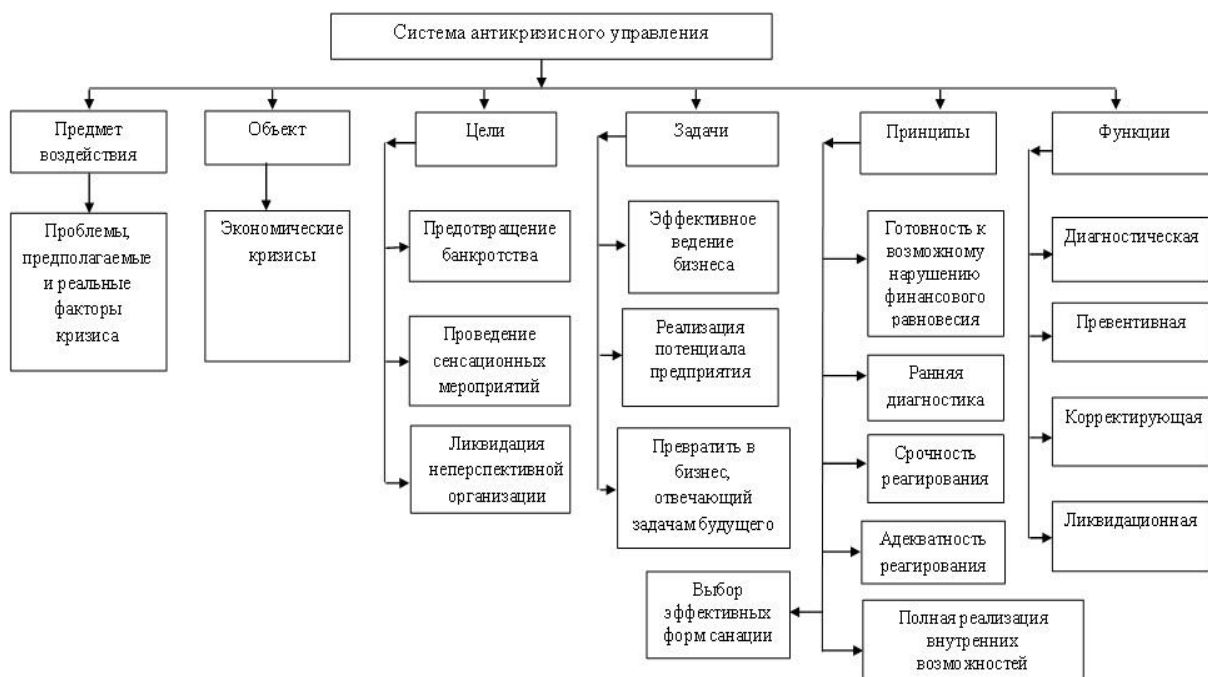 Система антикризисного управления
Предмет
воздействия
Объект
Цели
Задачи
Принципы
Функции
Проблемы,
предполагаемые
и реальные
факторы
кризиса
Экономические
кризисы
Предотвращение
банкротства
Проведение
сенсационных
мероприятий
Ликвидация
неперспективной
организации
Эффективное
ведение
бизнеса
Реализация
потенциала
предприятия
Превратить в
бизнес,
отвечающий
задачам будущего
Готовность к
возможному
нарушению
финансового
равновесия
Ранняя
диагностика
Срочность
реагирования
Адекватность
реагирования
Выбор
эффективных
форм санации
Полная реализация
внутренних
возможностей
Диагностическая
Превентивная
Корректирующая
Ликвидационная